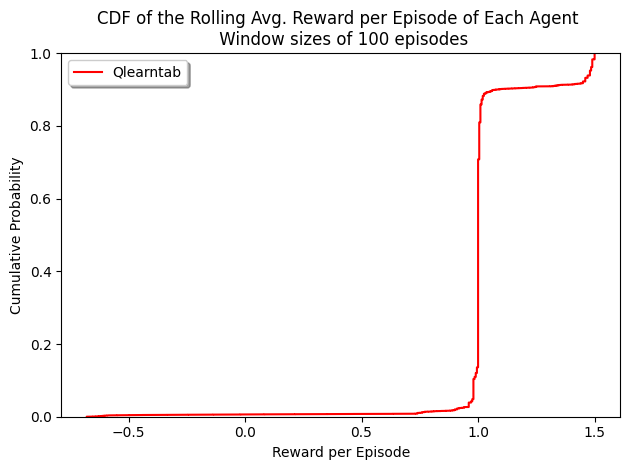 CDF of the Rolling Avg. Reward per Episode of Each Agent
Window sizes of 100 episodes
Qlearntab
1.0
0.8
0.6
0.4
0.2
0.0
Cumulative Probability
−0.5
0.0
0.5
1.0
1.5
Reward per Episode